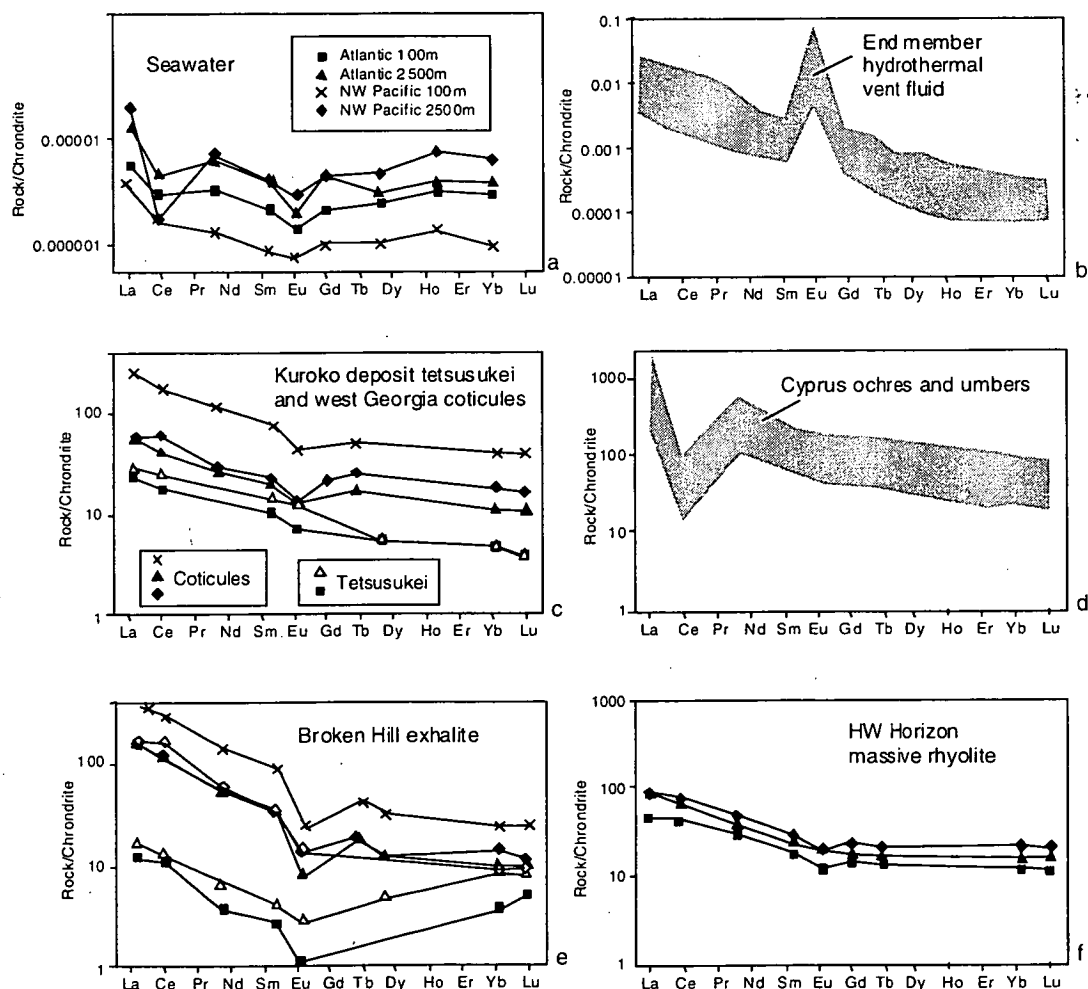 Seawater
Atlantic 100m
Atlantic 2500m
NW Pacific 100m
NW Pacific 2500m
Rock/Chrondrite
0.00001
0.000001
La Ce Pr Nd Sm Eu Gd Tb Dy Ho Er Yb Lu
a
End member
hydrothermal
vent fluid
Rock/Chrondrite
0.1
0.01
0.001
0.0001
0.00001
La Ce Pr Nd Sm Eu Gd Tb Dy Ho Er Yb Lu
b
Kuroko deposit tetsusukei
and west Georgia coticules
Rock/Chrondrite
100
10
1
Coticules
Tetsusukei
La Ce Pr Nd Sm Eu Gd Tb Dy Ho Er Yb Lu
c
Cyprus ochres and umbers
Rock/Chrondrite
1000
100
10
1
La Ce Pr Nd Sm Eu Gd Tb Dy Ho Er Yb Lu
d
Broken Hill exhalite
Rock/Chrondrite
100
10
1
La Ce Pr Nd Sm Eu Gd Tb Dy Ho Er Yb Lu
e
HW Horizon
massive rhyolite
Rock/Chrondrite
1000
100
10
1
La Ce Pr Nd Sm Eu Gd Tb Dy Ho Er Yb Lu
f